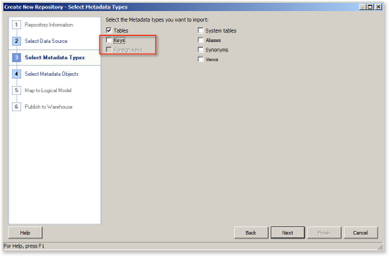 Create New Repository - Select Metadata Types
Select the Metadata types you want to import:
1 Repository Information
2 Select Data Source
3 Select Metadata Types
4 Select Metadata Objects
5 Map to Logical Model
6 Publish to Warehouse
Tables
Keys
Foreign keys
System tables
Aliases
Synonyms
Views
Help
Back
Next
Finish
Cancel
For Help, press F1